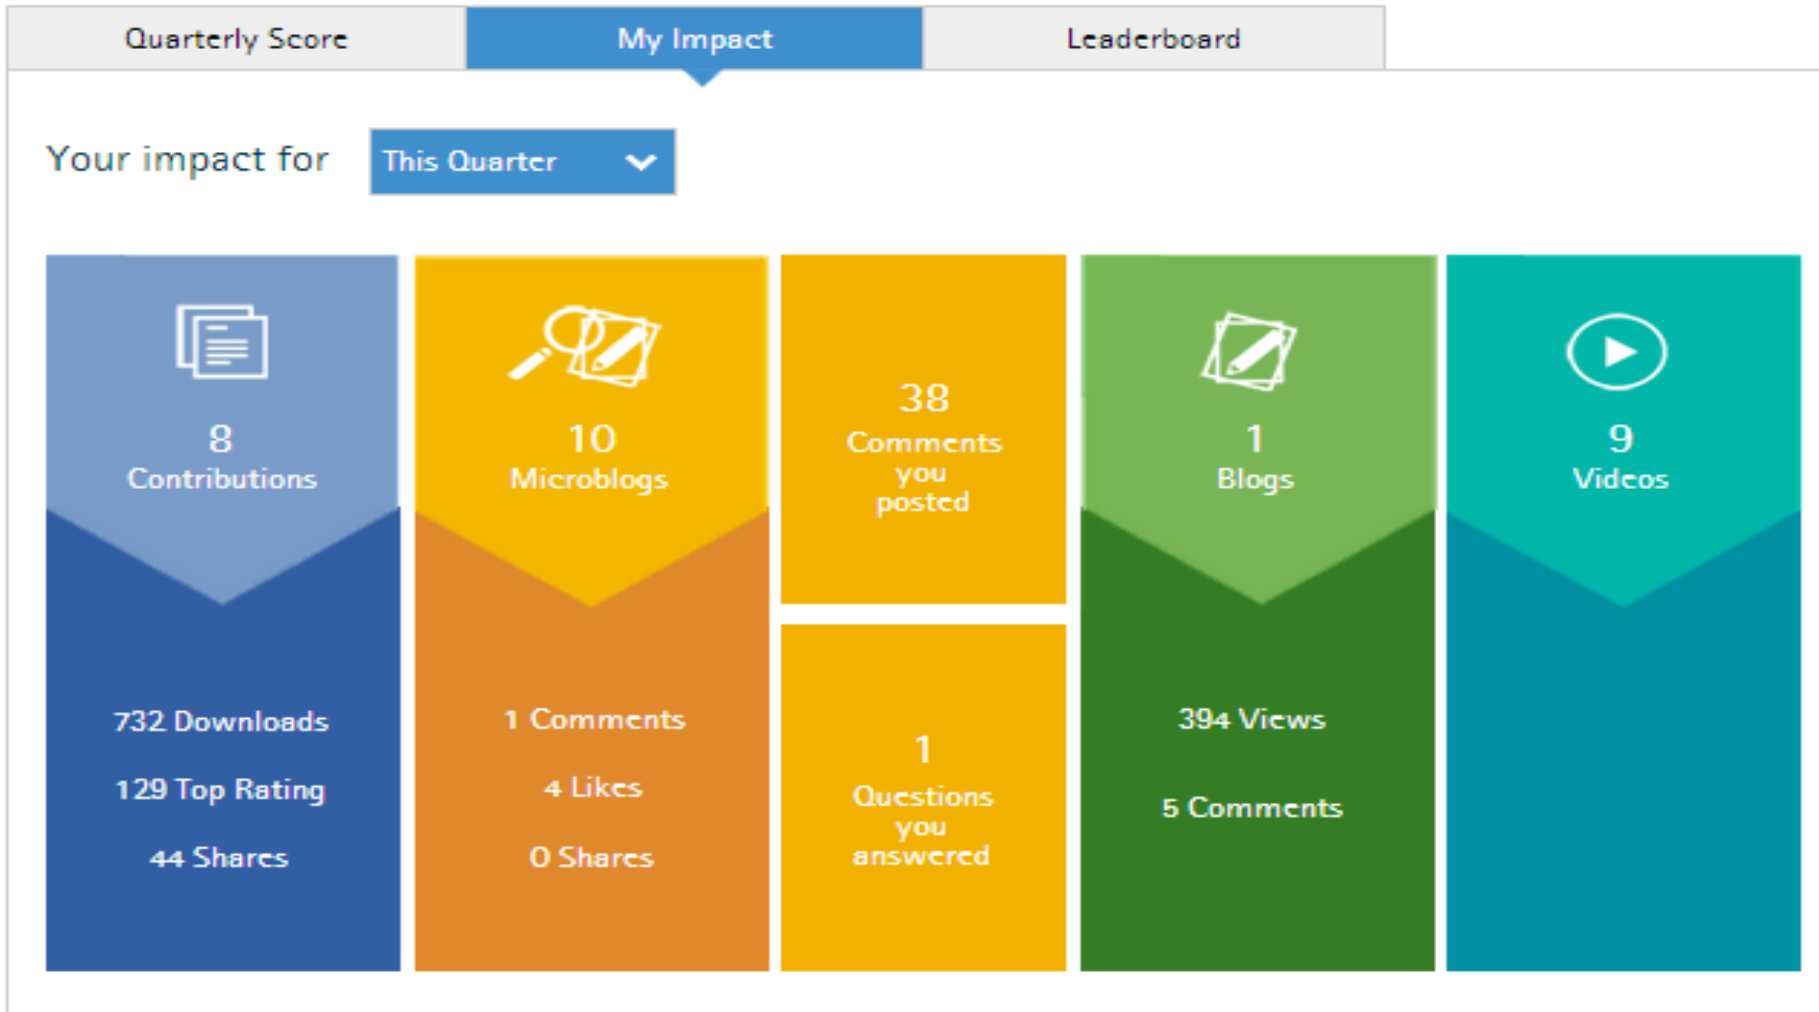 Quarterly Score
My Impact
Leaderboard
Your impact for
This Quarter
8
Contributions
732 Downloads
129 Top Rating
44 Shares
10
Microblogs
1 Comments
4 Likes
0 Shares
38
Comments
you
posted
1
Questions
you
answered
1
Blogs
394 Views
5 Comments
9
Videos